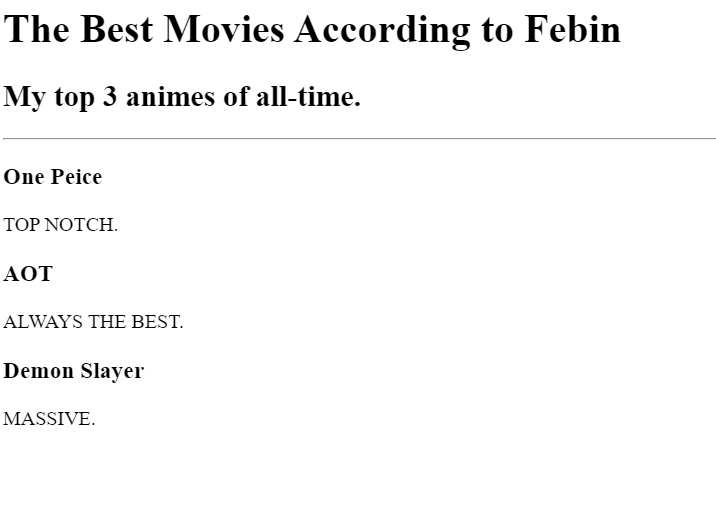 The Best Movies According to Febin
My top 3 animes of all-time.
One Peice
TOP NOTCH.
AOT
ALWAYS THE BEST.
Demon Slayer
MASSIVE.